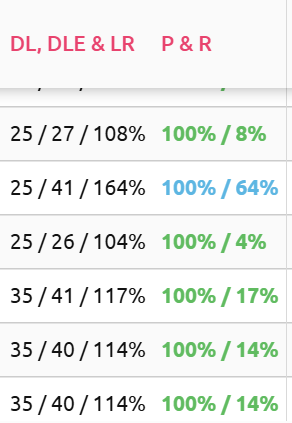 DL, DLE & LR P & R
25 / 27 / 108% 100% / 8%
25 / 41 / 164% 100% / 64%
25 / 26 / 104% 100% / 4%
35 / 41 / 117% 100% / 17%
35 / 40 / 114% 100% / 14%
35 / 40 / 114% 100% / 14%